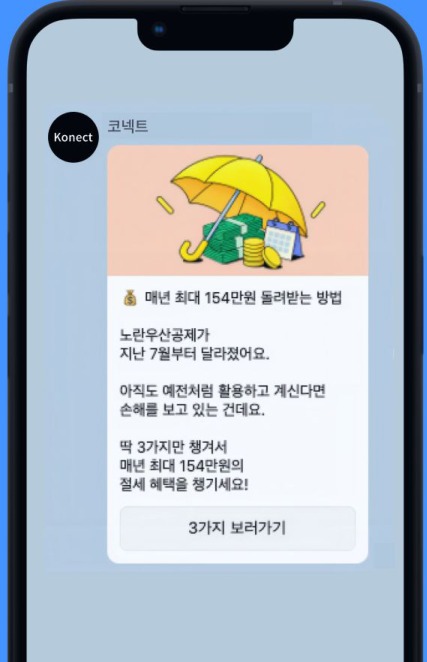 Konect
코넥트
매년 최대 154만원 돌려받는 방법
노란우산공제가
지난 7월부터 달라졌어요.
아직도 예전처럼 활용하고 계신다면
손해를 보고 있는 건데요.
딱 3가지만 챙겨서
매년 최대 154만원의
절세 혜택을 챙기세요!
3가지 보러가기